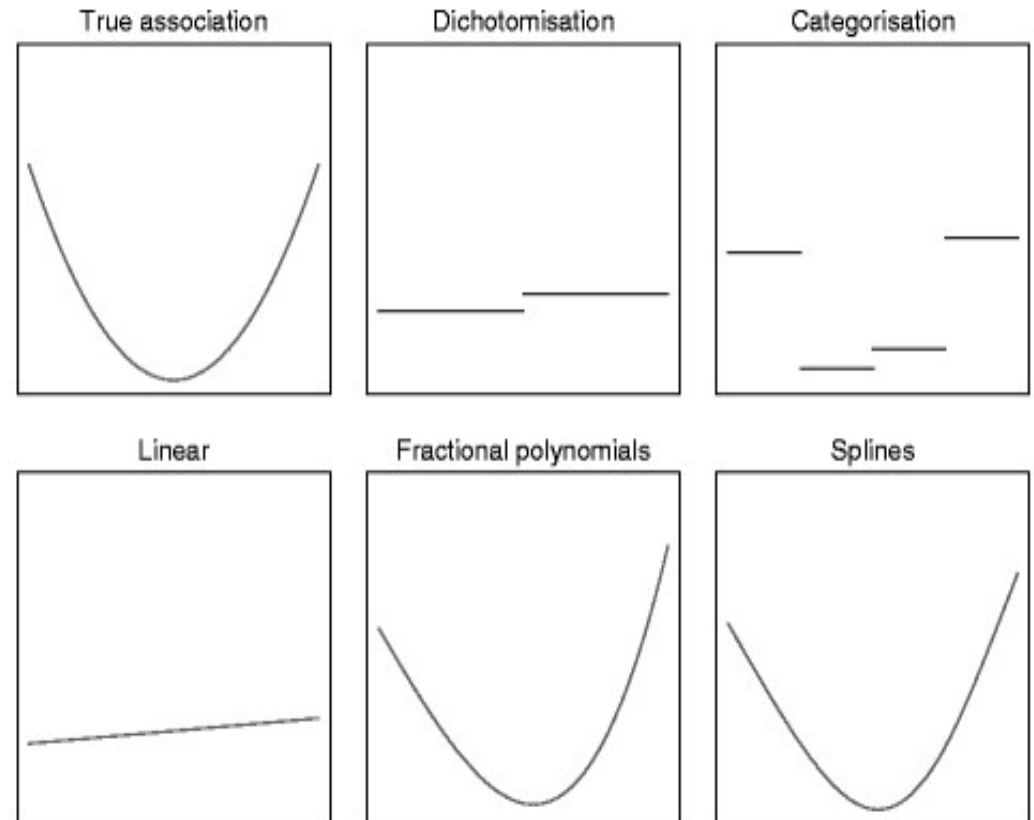 True association
Dichotomisation
Categorisation
Linear
Fractional polynomials
Splines